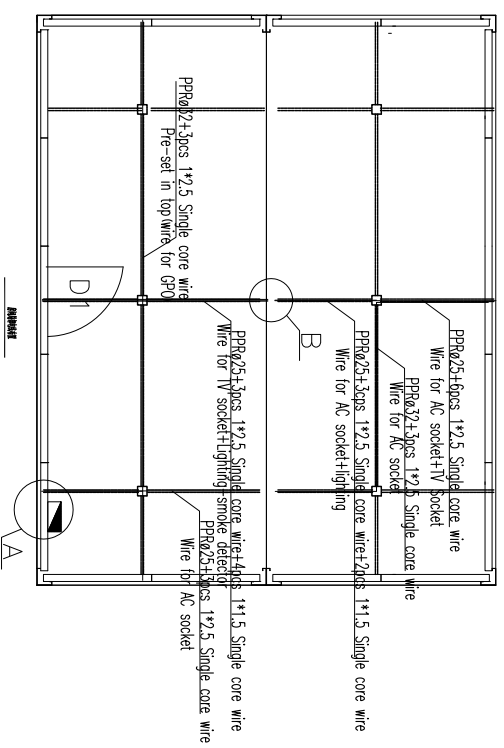 PPRø32+3pcs 1*2.5 Single core wire
Pre-set in top(wire for GPO
D1
B
PPRø25+6pcs 1*2.5 Single core wire
Wire for AC socket+TV Socket
PPRø32+3pcs 1*2.5 Single core wire
Wire for AC socket
PPRø25+3cps 1*2.5 Single core wire+2pcs 1*1.5 Single core wire
Wire for AC socket+lighting
PPRø25+3pcs 1*2.5 Single core wire+4pcs 1*1.5 Single core wire
Wire for TV socket+Lighting+smoke detector
PPRø25+3pcs 1*2.5 Single core wire
Wire for AC socket
A